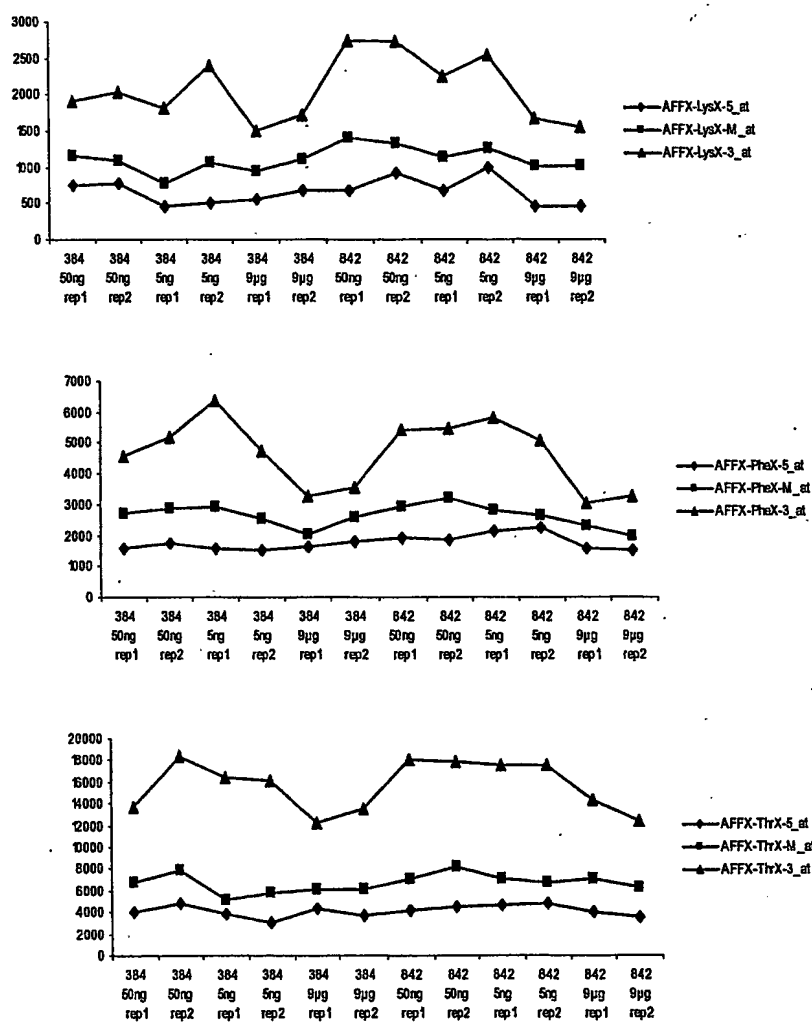 3000
2500
2000
1500
1000
500
0
384 384 384 384 384 384 842 842 842 842 842 842
50ng 50ng 5ng 5ng 9µg 9µg 50ng 50ng 5ng 5ng 9µg 9µg
rep1 rep2 rep1 rep2 rep1 rep2 rep1 rep2 rep1 rep2 rep1 rep2
AFFX-LysX-5_at
AFFX-LysX-M_at
AFFX-LysX-3_at
7000
6000
5000
4000
3000
2000
1000
0
384 384 384 384 384 384 842 842 842 842 842 842
50ng 50ng 5ng 5ng 9µg 9µg 50ng 50ng 5ng 5ng 9µg 9µg
rep1 rep2 rep1 rep2 rep1 rep2 rep1 rep2 rep1 rep2 rep1 rep2
AFFX-PheX-5_at
AFFX-PheX-M_at
AFFX-PheX-3_at
20000
18000
16000
14000
12000
10000
8000
6000
4000
2000
0
384 384 384 384 384 384 842 842 842 842 842 842
50ng 50ng 5ng 5ng 9µg 9µg 50ng 50ng 5ng 5ng 9µg 9µg
rep1 rep2 rep1 rep2 rep1 rep2 rep1 rep2 rep1 rep2 rep1 rep2
AFFX-ThrX-5_at
AFFX-ThrX-M_at
AFFX-ThrX-3_at